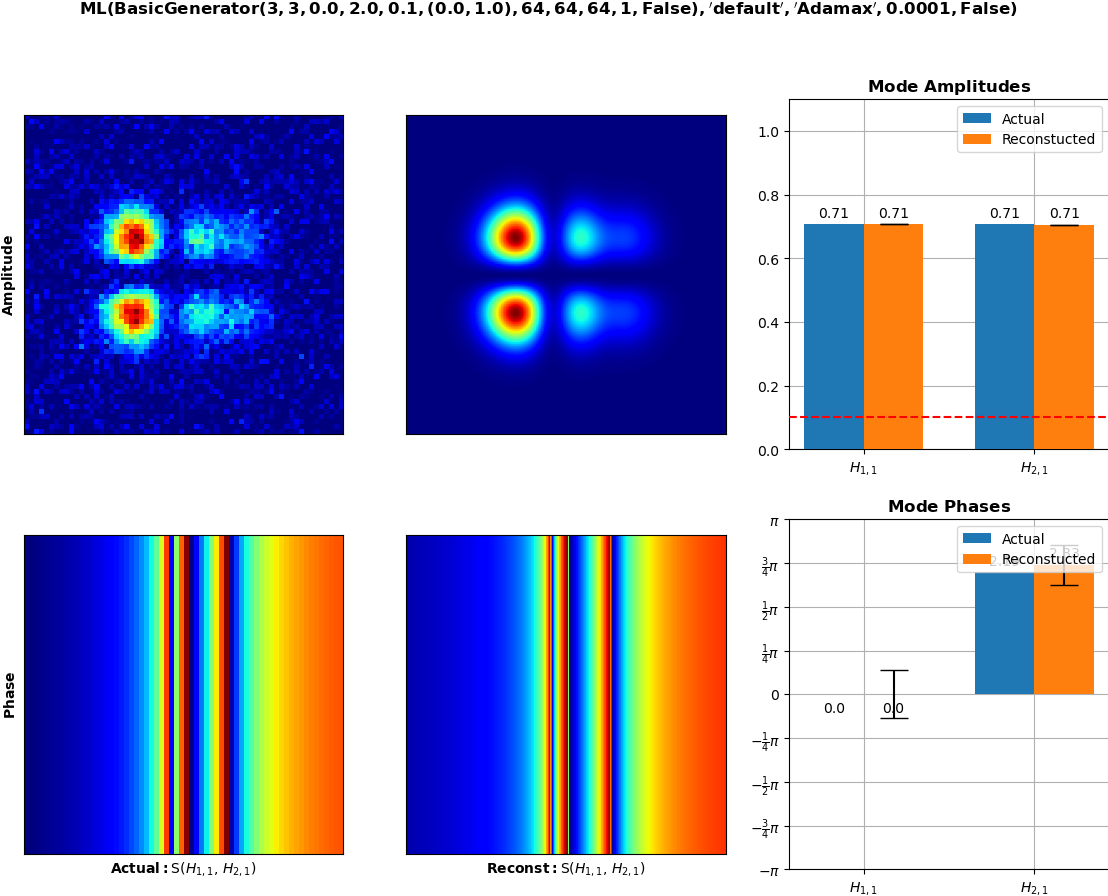 ML(BasicGenerator(3, 3, 0.0, 2.0, 0.1, (0.0, 1.0), 64, 64, 64, 1, False), ′default′, ′Adamax′, 0.0001, False)
Mode Amplitudes
Amplitude
Actual
Reconstucted
1.0
0.8
0.6
0.4
0.2
0.0
0.71
0.71
0.71
0.71
H1, 1
H2, 1
Mode Phases
Phase
Actual
Reconstucted
π
3/4π
1/2π
1/4π
0
−1/4π
−1/2π
−3/4π
−π
0.0
0.0
H1, 1
H2, 1
Actual: S(H1, 1, H2, 1)
Reconst: S(H1, 1, H2, 1)